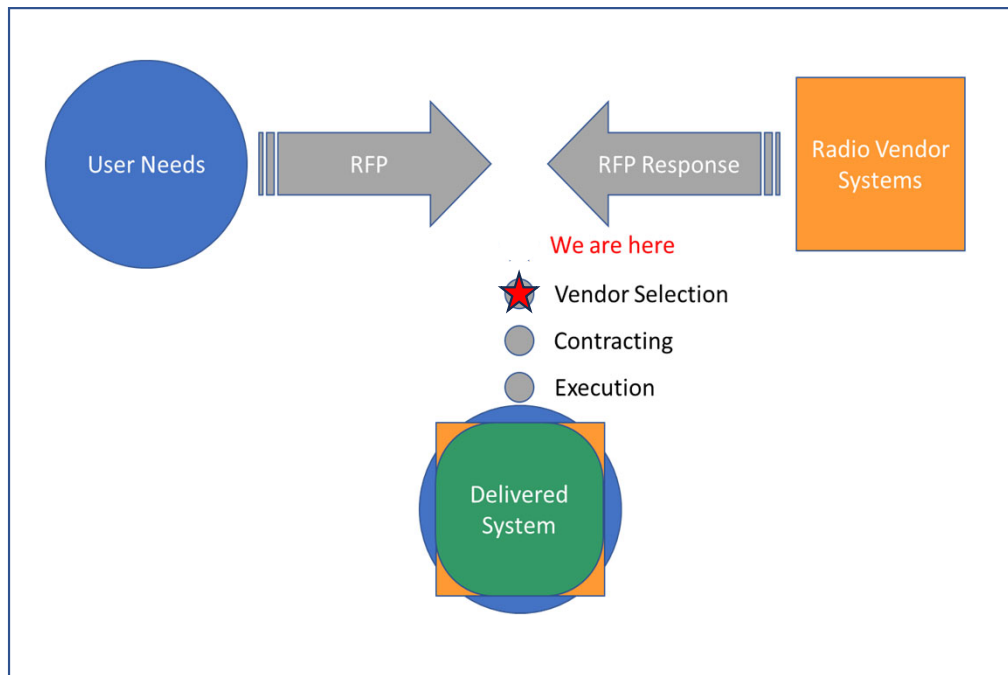 User Needs
RFP
RFP Response
Radio Vendor
Systems
We are here
Vendor Selection
Contracting
Execution
Delivered
System